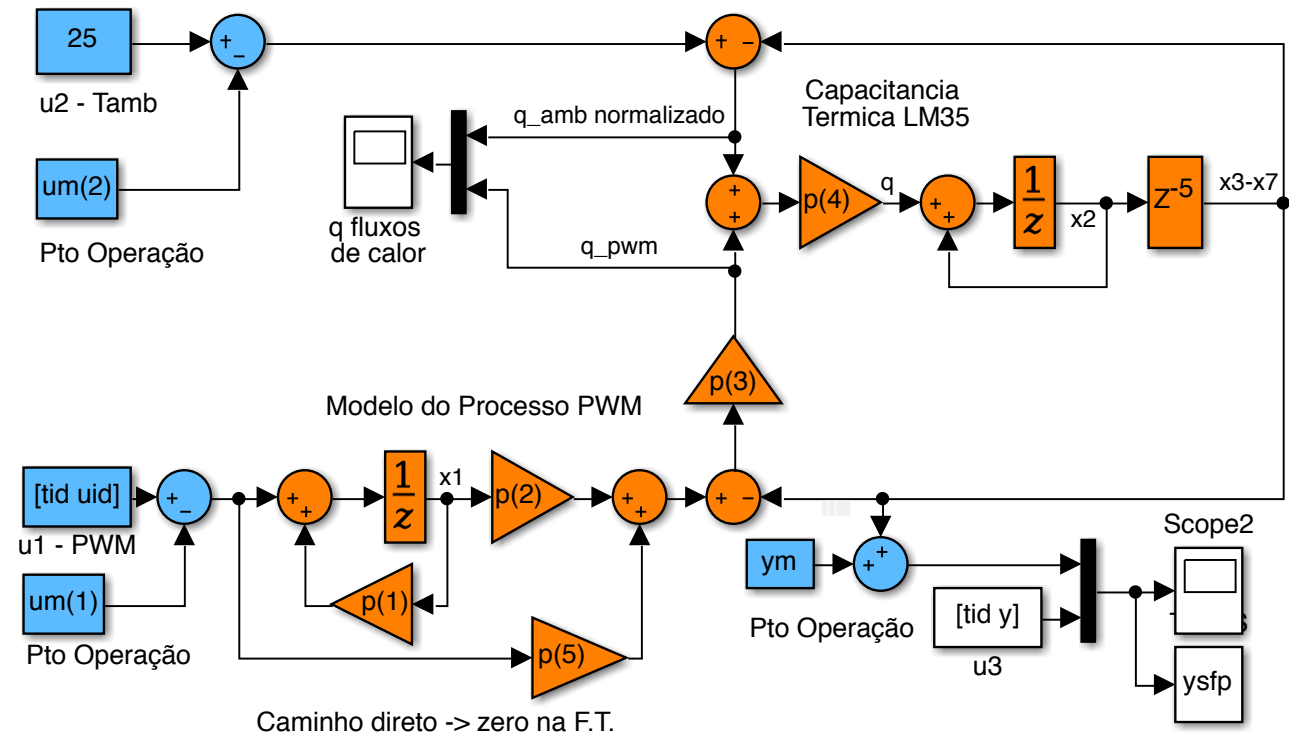 25
+
−
+
−
u2 - Tamb
Capacitancia
Termica LM35
q_amb normalizado
um(2)
+
+
p(4)
q
+
+
1
z
x2
Z-5
x3-x7
q fluxos
de calor
Pto Operação
q_pwm
p(3)
Modelo do Processo PWM
[tid uid]
+
−
+
+
1
z
x1
p(2)
+
+
+
−
u1 - PWM
Scope2
um(1)
p(1)
ym
+
+
[tid y]
Pto Operação
p(5)
Pto Operação
u3
ysfp
Caminho direto -> zero na F.T.